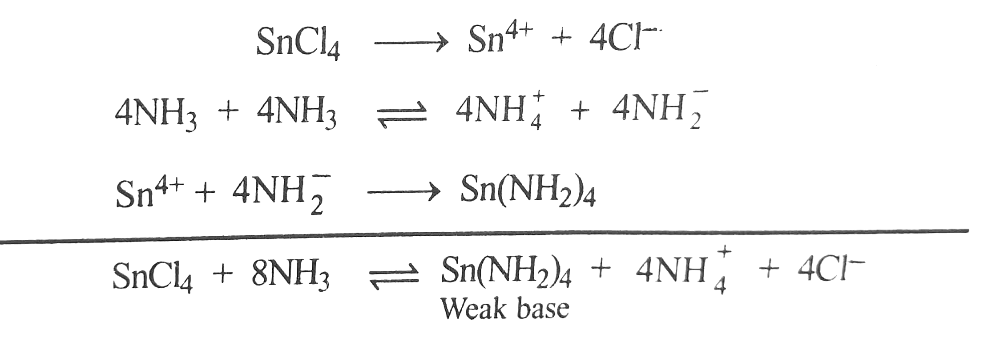 SnCl₄ ⟶ Sn⁴⁺ + 4Cl⁻
4NH₃ + 4NH₃ ⇌ 4NH₄⁺ + 4NH₂⁻
Sn⁴⁺ + 4NH₂⁻ ⟶ Sn(NH₂)₄
SnCl₄ + 8NH₃ ⇌ Sn(NH₂)₄ + 4NH₄⁺ + 4Cl⁻
Weak base